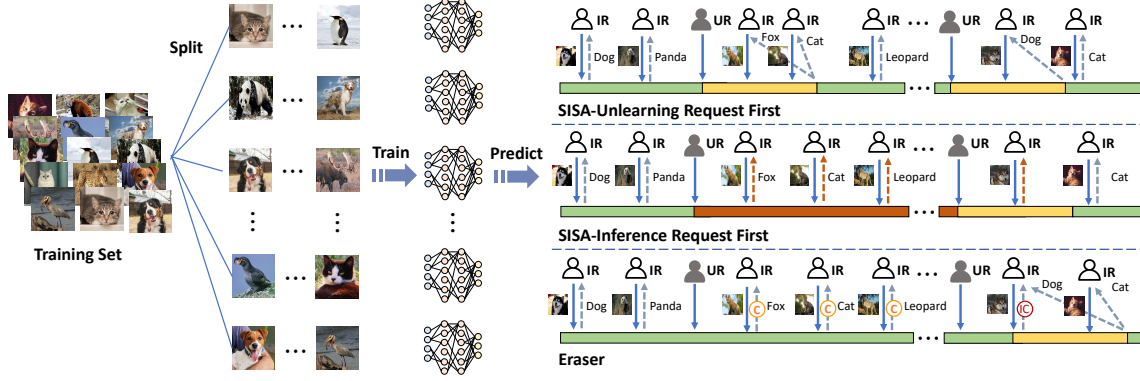 Split
Training Set
Train
Predict
IR
IR
UR
IR
IR
IR
UR
IR
IR
Dog
Panda
Fox
Cat
Leopard
Dog
Cat
SISA-Unlearning Request First
IR
IR
UR
IR
IR
IR
UR
IR
IR
Dog
Panda
Fox
Cat
Leopard
Cat
SISA-Inference Request First
IR
IR
UR
IR
IR
IR
UR
IR
IR
Dog
Panda
C
Fox
C
Cat
C
Leopard
IC
Dog
Cat
Eraser